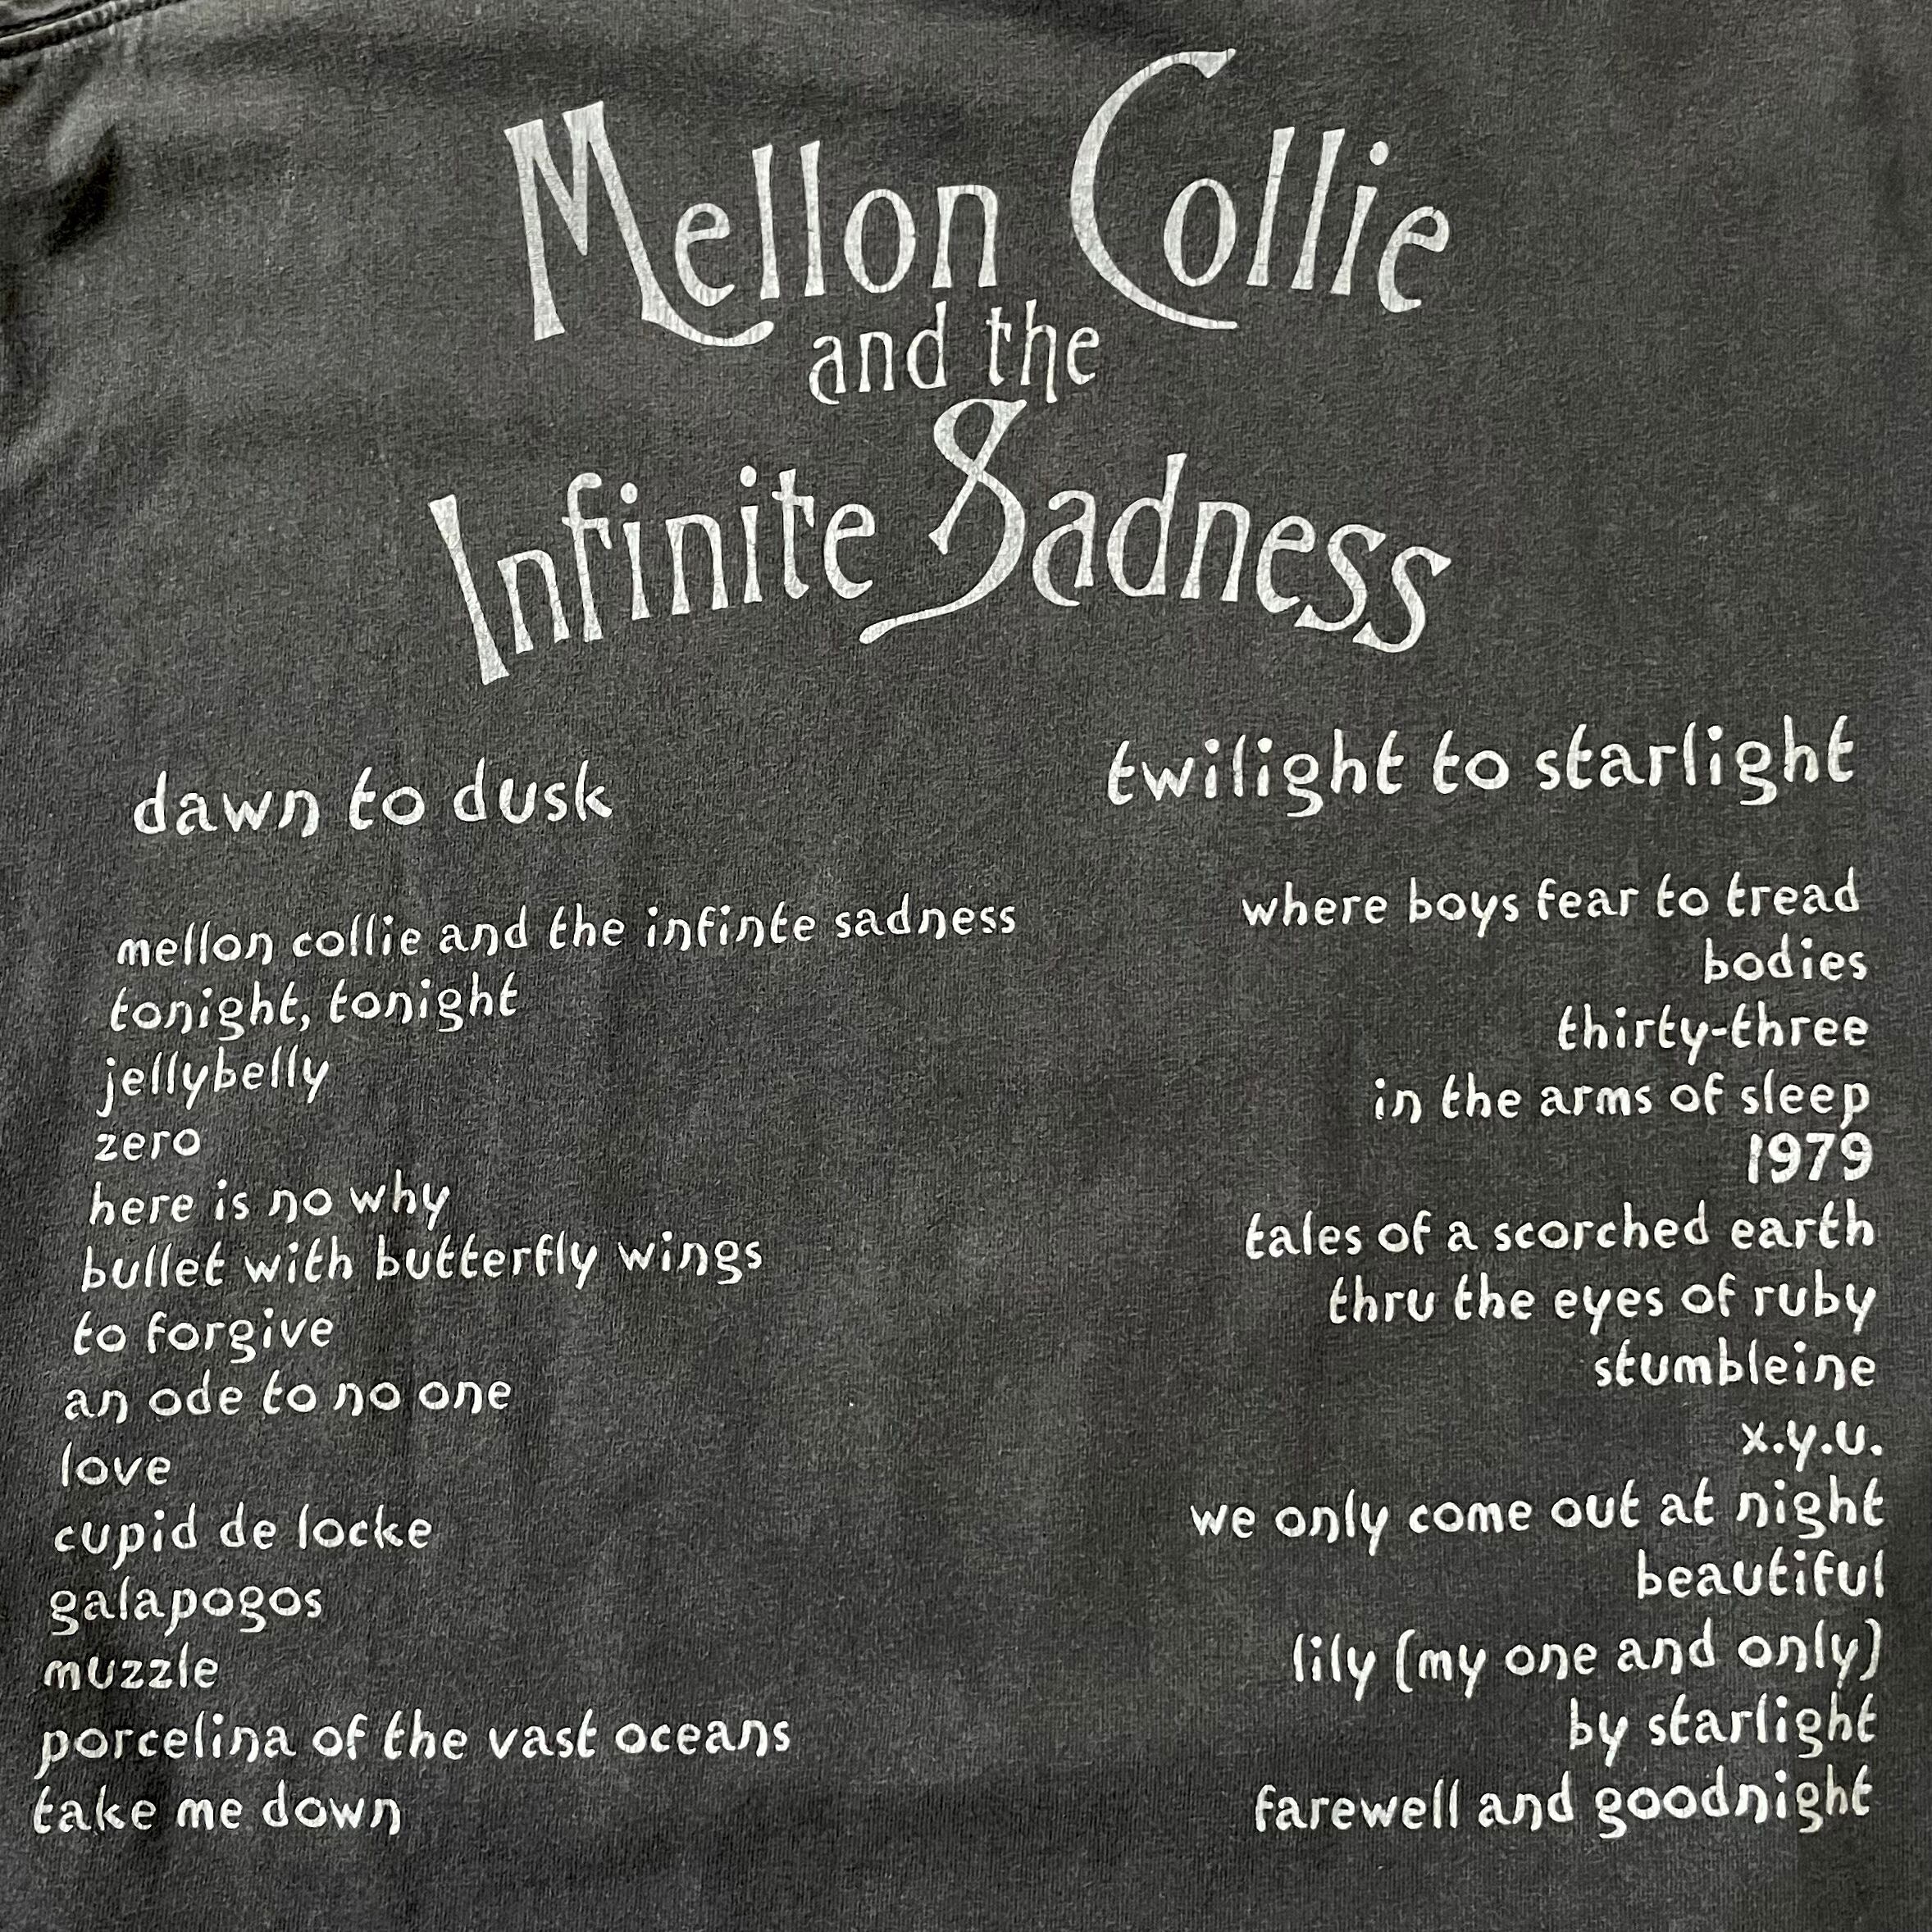 Mellon Collie
and the
Infinite Sadness
dawn to dusk
mellon collie and the infinte sadness
tonight, tonight
jellybelly
zero
here is no why
bullet with butterfly wings
to forgive
an ode to no one
love
cupid de locke
galapogos
muzzle
porcelina of the vast oceans
take me down
twilight to starlight
where boys fear to tread
bodies
thirty-three
in the arms of sleep
1979
tales of a scorched earth
thru the eyes of ruby
stumbleine
x.y.u.
we only come out at night
beautiful
lily (my one and only)
by starlight
farewell and goodnight